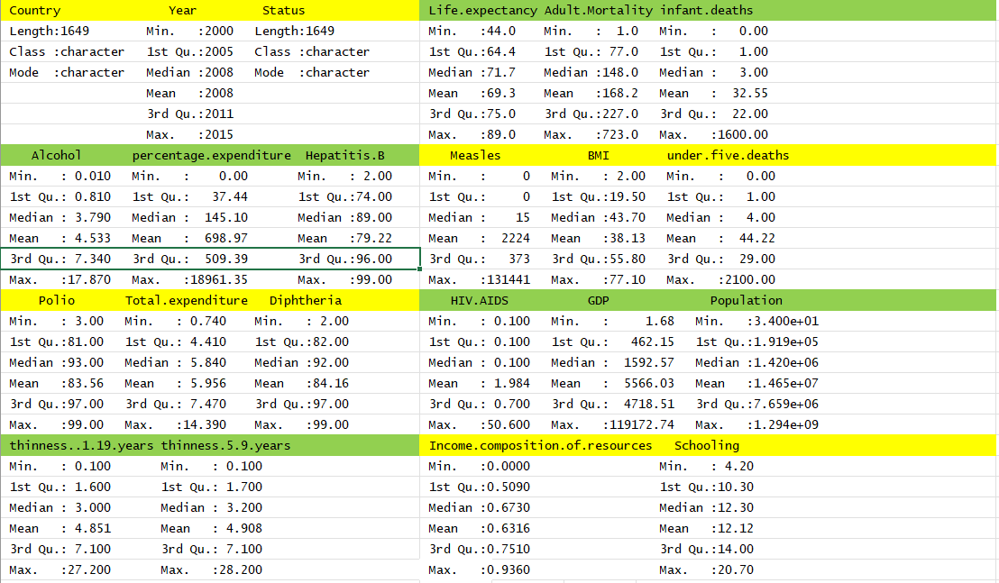 Country Year Status Life.expectancy Adult.Mortality infant.deaths
Length:1649 Min. :2000 Length:1649 Min. :44.0 Min. : 1.0 Min. : 0.00
Class :character 1st Qu.:2005 Class :character 1st Qu.:64.4 1st Qu.: 77.0 1st Qu.: 1.00
Mode :character Median :2008 Mode :character Median :71.7 Median :148.0 Median : 3.00
Mean :2008 Mean :69.3 Mean :168.2 Mean : 32.55
3rd Qu.:2011 3rd Qu.:75.0 3rd Qu.:227.0 3rd Qu.: 22.00
Max. :2015 Max. :89.0 Max. :723.0 Max. :1600.00
Alcohol percentage.expenditure Hepatitis.B Measles BMI under.five.deaths
Min. : 0.010 Min. : 0.00 Min. : 2.00 Min. : 0 Min. : 2.00 Min. : 0.00
1st Qu.: 0.810 1st Qu.: 37.44 1st Qu.:74.00 1st Qu.: 0 1st Qu.:19.50 1st Qu.: 1.00
Median : 3.790 Median : 145.10 Median :89.00 Median : 15 Median :43.70 Median : 4.00
Mean : 4.533 Mean : 698.97 Mean :79.22 Mean : 2224 Mean :38.13 Mean : 44.22
3rd Qu.: 7.340 3rd Qu.: 509.39 3rd Qu.:96.00 3rd Qu.: 373 3rd Qu.:55.80 3rd Qu.: 29.00
Max. :17.870 Max. :18961.35 Max. :99.00 Max. :131441 Max. :77.10 Max. :2100.00
Polio Total.expenditure Diphtheria HIV.AIDS GDP Population
Min. : 3.00 Min. : 0.740 Min. : 2.00 Min. : 0.100 Min. : 1.68 Min. :3.400e+01
1st Qu.:81.00 1st Qu.: 4.410 1st Qu.:82.00 1st Qu.: 0.100 1st Qu.: 462.15 1st Qu.:1.919e+05
Median :93.00 Median : 5.840 Median :92.00 Median : 0.100 Median : 1592.57 Median :1.420e+06
Mean :83.56 Mean : 5.956 Mean :84.16 Mean : 1.984 Mean : 5566.03 Mean :1.465e+07
3rd Qu.:97.00 3rd Qu.: 7.470 3rd Qu.:97.00 3rd Qu.: 0.700 3rd Qu.: 4718.51 3rd Qu.:7.659e+06
Max. :99.00 Max. :14.390 Max. :99.00 Max. :50.600 Max. :119172.74 Max. :1.294e+09
thinness..1.19.years thinness.5.9.years Income.composition.of.resources Schooling
Min. : 0.100 Min. : 0.100 Min. :0.0000 Min. : 4.20
1st Qu.: 1.600 1st Qu.: 1.700 1st Qu.:0.5090 1st Qu.:10.30
Median : 3.000 Median : 3.200 Median :0.6730 Median :12.30
Mean : 4.851 Mean : 4.908 Mean :0.6316 Mean :12.12
3rd Qu.: 7.100 3rd Qu.: 7.100 3rd Qu.:0.7510 3rd Qu.:14.00
Max. :27.200 Max. :28.200 Max. :0.9360 Max. :20.70